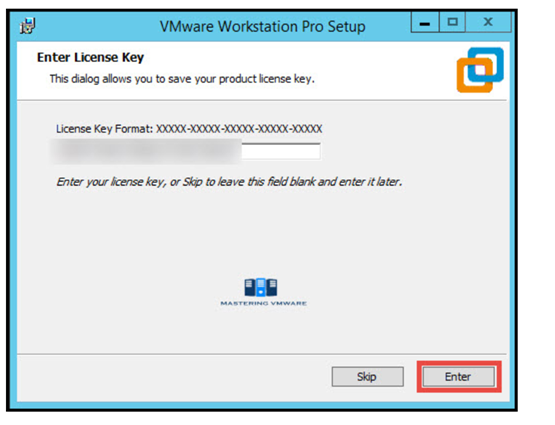 VMware Workstation Pro Setup
Enter License Key
This dialog allows you to save your product license key.
License Key Format: XXXXX-XXXXX-XXXXX-XXXXX-XXXXX
Enter your license key, or Skip to leave this field blank and enter it later.
MASTERING VMWARE
Skip
Enter